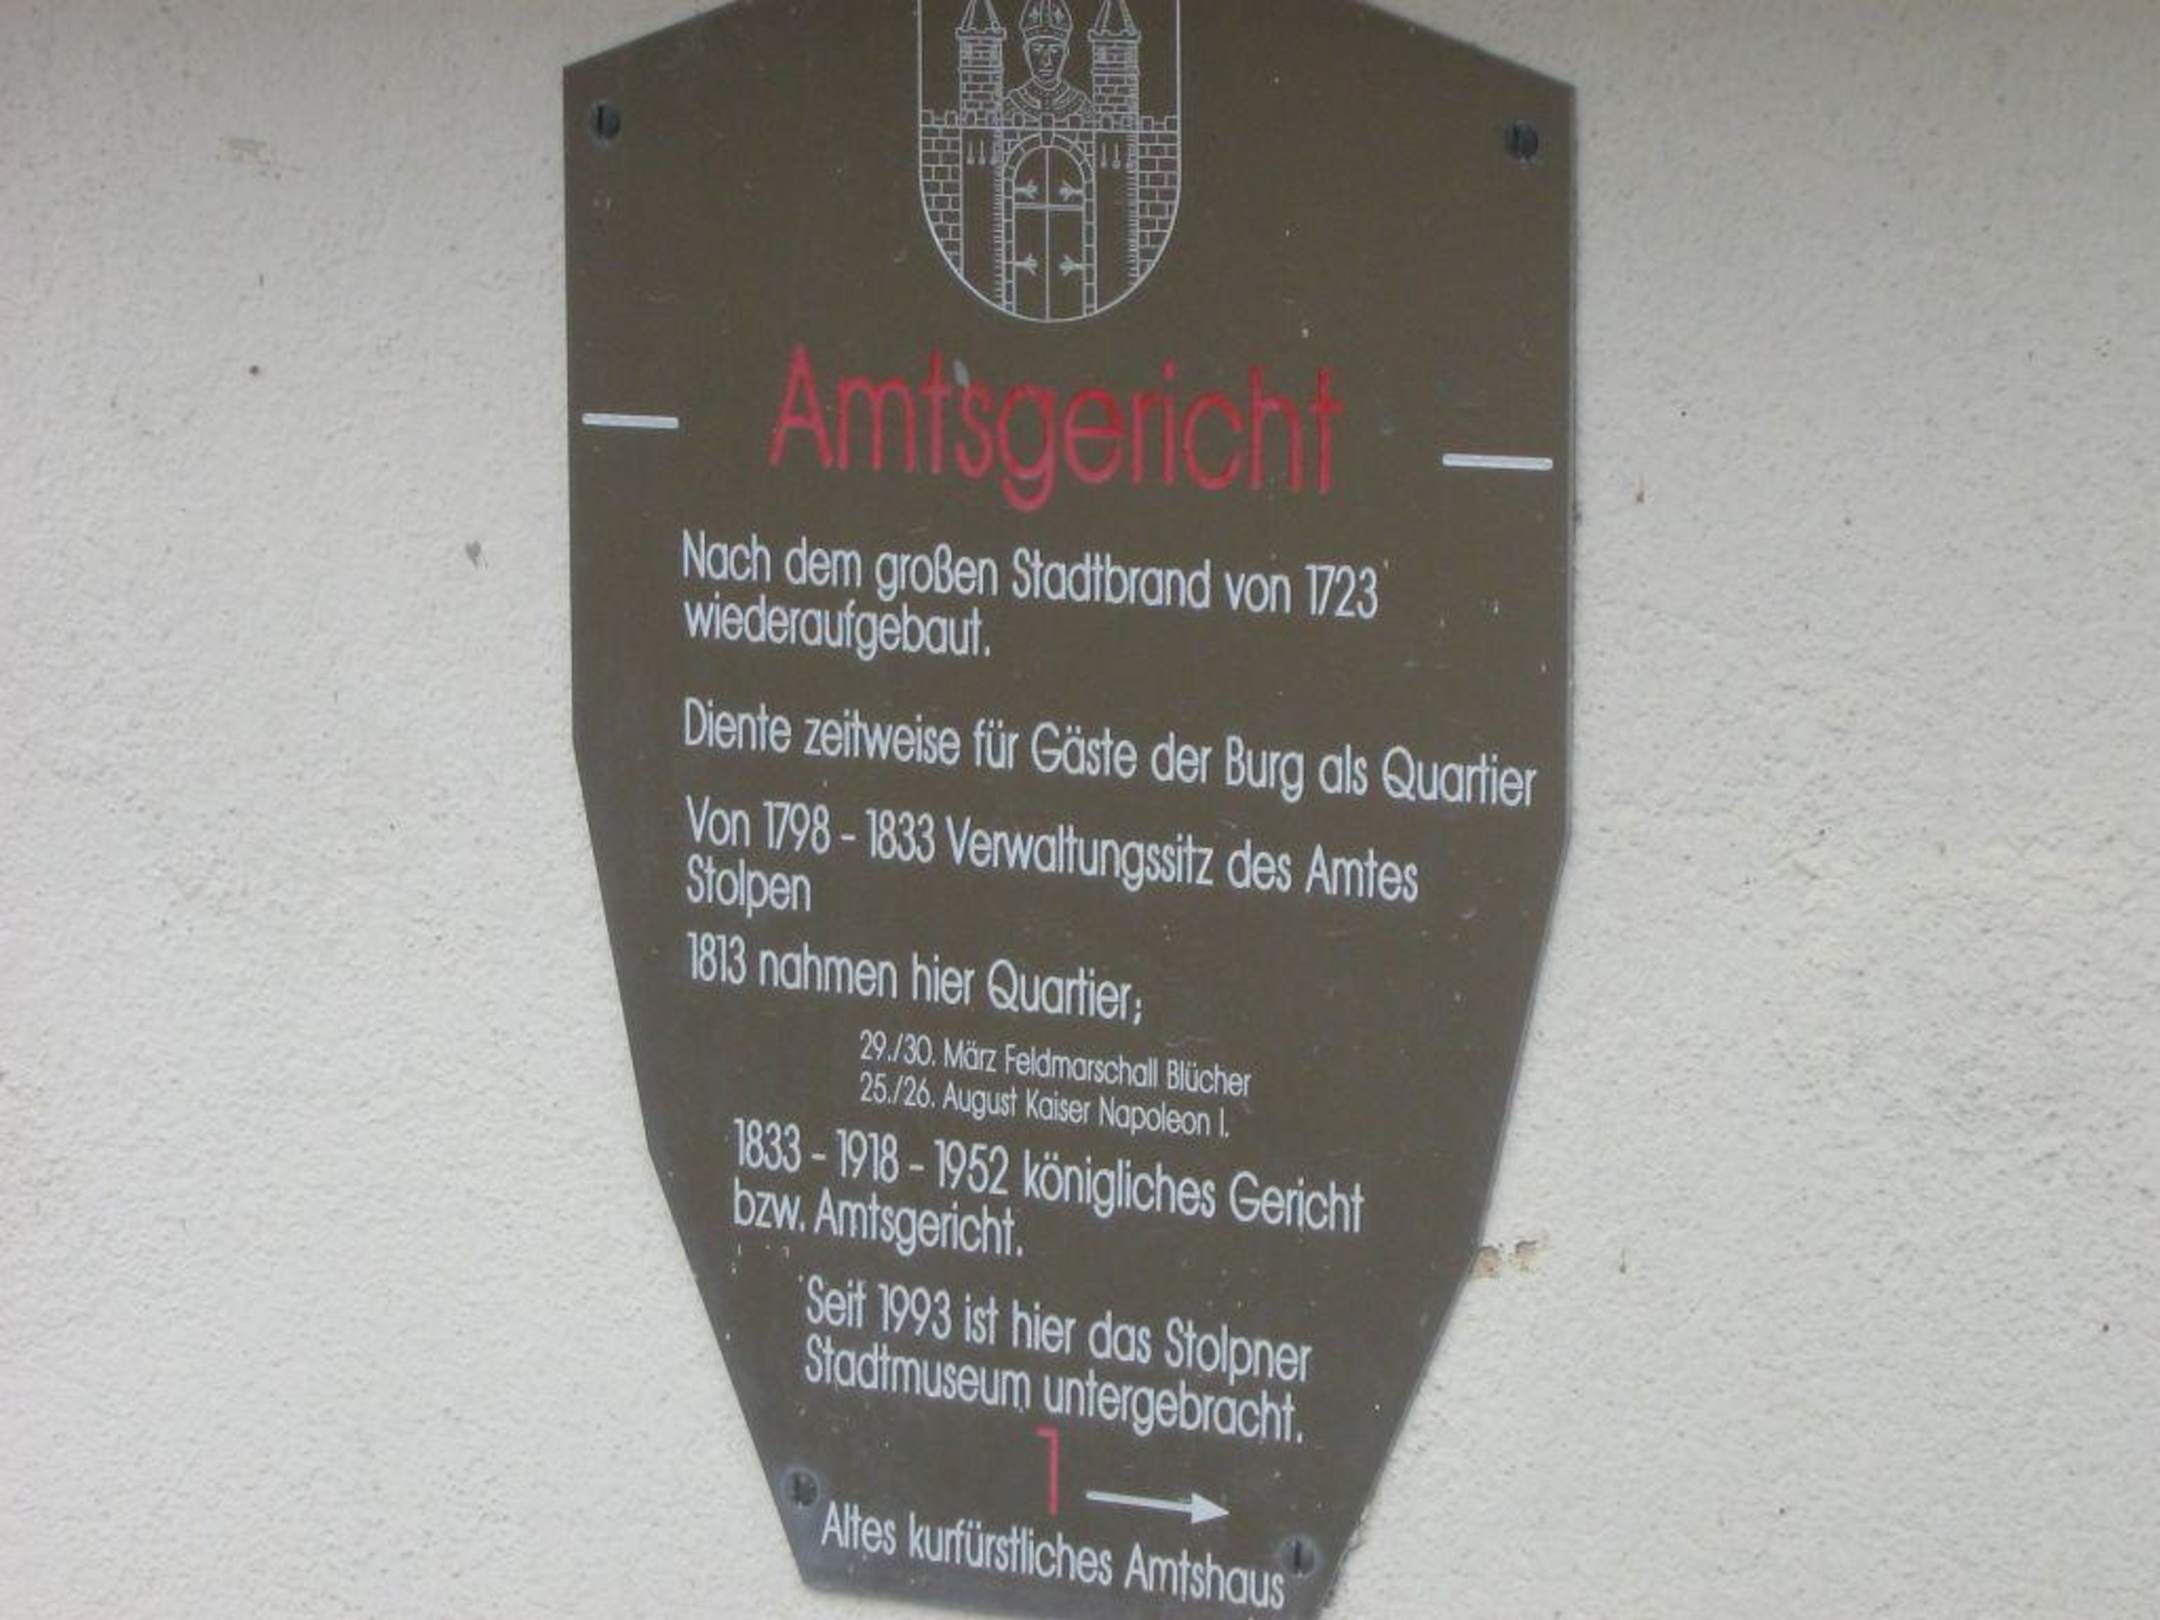 Amtsgericht
Nach dem großen Stadtbrand von 1723
wiederaufgebaut.
Diente zeitweise für Gäste der Burg als Quartier
Von 1798 - 1833 Verwaltungssitz des Amtes
Stolpen
1813 nahmen hier Quartier;
29./30. März Feldmarschall Blücher
25./26. August Kaiser Napoleon I.
1833 - 1918 - 1952 königliches Gericht
bzw. Amtsgericht.
Seit 1993 ist hier das Stolpner
Stadtmuseum untergebracht.
1
Altes kurfürstliches Amtshaus